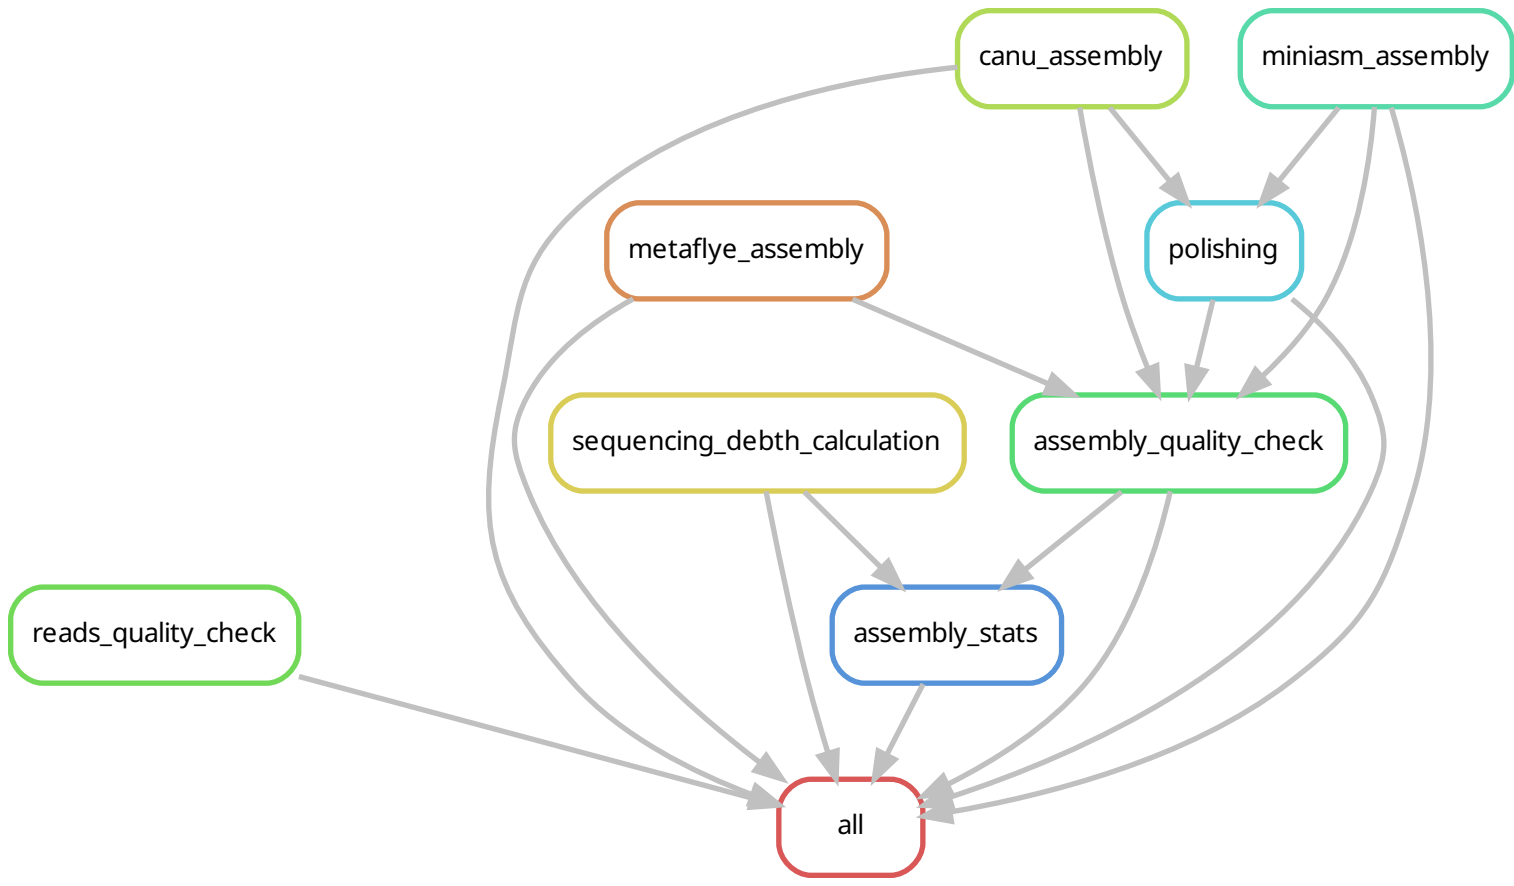 canu_assembly
miniasm_assembly
metaflye_assembly
polishing
sequencing_debth_calculation
assembly_quality_check
reads_quality_check
assembly_stats
all